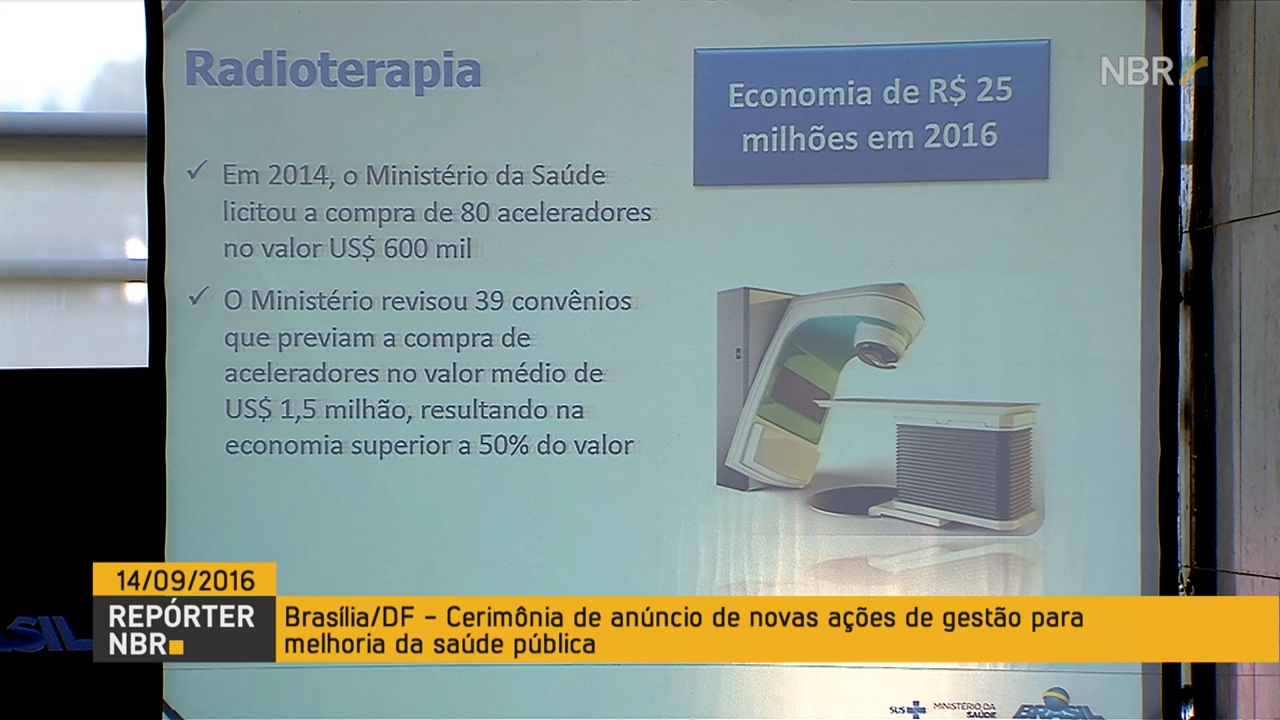 Radioterapia
Economia de R$ 25
milhões em 2016
NBR
✓ Em 2014, o Ministério da Saúde
licitou a compra de 80 aceleradores
no valor US$ 600 mil
✓ O Ministério revisou 39 convênios
que previam a compra de
aceleradores no valor médio de
US$ 1,5 milhão, resultando na
economia superior a 50% do valor
14/09/2016
REPÓRTER
NBR
Brasília/DF – Cerimônia de anúncio de novas ações de gestão para
melhoria da saúde pública
SUS
MINISTÉRIO DA
SAÚDE
BRASIL